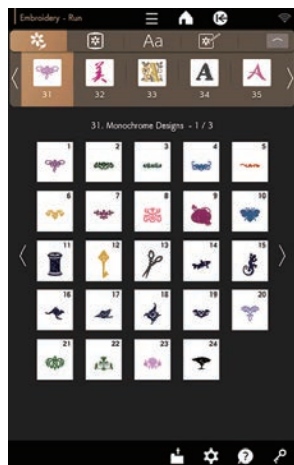 Embroidery - Run
Aa
A A
31 32 33 34 35
31. Monochrome Designs - 1 / 3
1 2 3 4 5
6 7 8 9 10
11 12 13 14 15
16 17 18 19 20
21 22 23 24
?